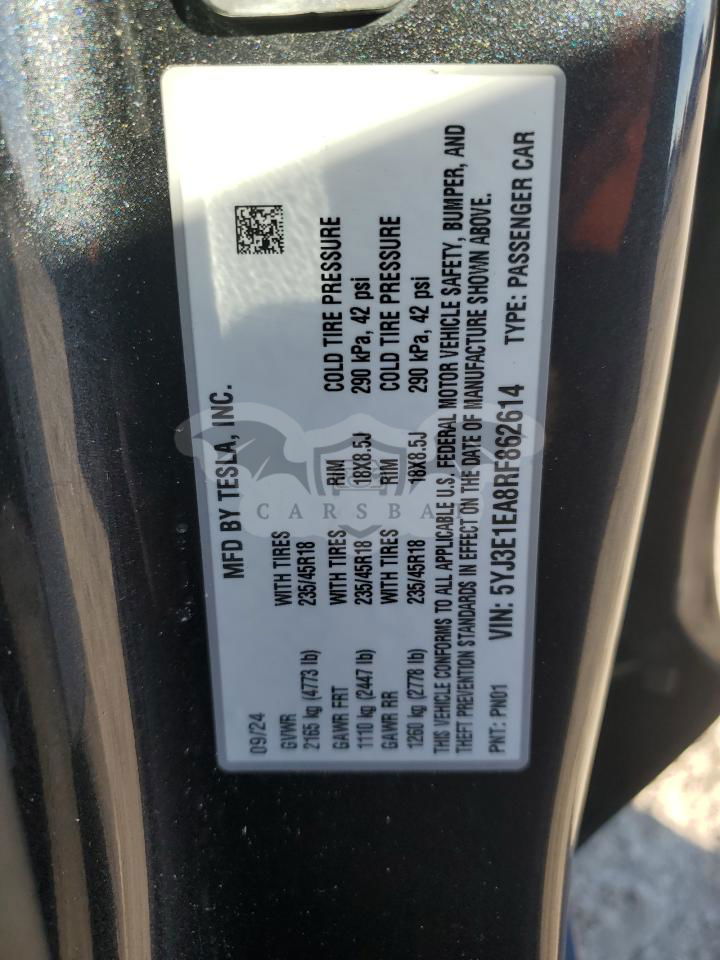 MFD BY TESLA, INC.
09/24
GVWR WITH TIRES RIM COLD TIRE PRESSURE
2165 kg (4773 lb) 235/45R18 18X8.5J 290 kPa, 42 psi
GAWR FRT WITH TIRES RIM COLD TIRE PRESSURE
1110 kg (2447 lb) 235/45R18 18X8.5J 290 kPa, 42 psi
GAWR RR WITH TIRES RIM COLD TIRE PRESSURE
1260 kg (2778 lb) 235/45R18 18X8.5J 290 kPa, 42 psi
THIS VEHICLE CONFORMS TO ALL APPLICABLE U.S. FEDERAL MOTOR VEHICLE SAFETY, BUMPER, AND
THEFT PREVENTION STANDARDS IN EFFECT ON THE DATE OF MANUFACTURE SHOWN ABOVE.
PNT: PN01 VIN: 5YJ3E1EA8RF862614 TYPE: PASSENGER CAR